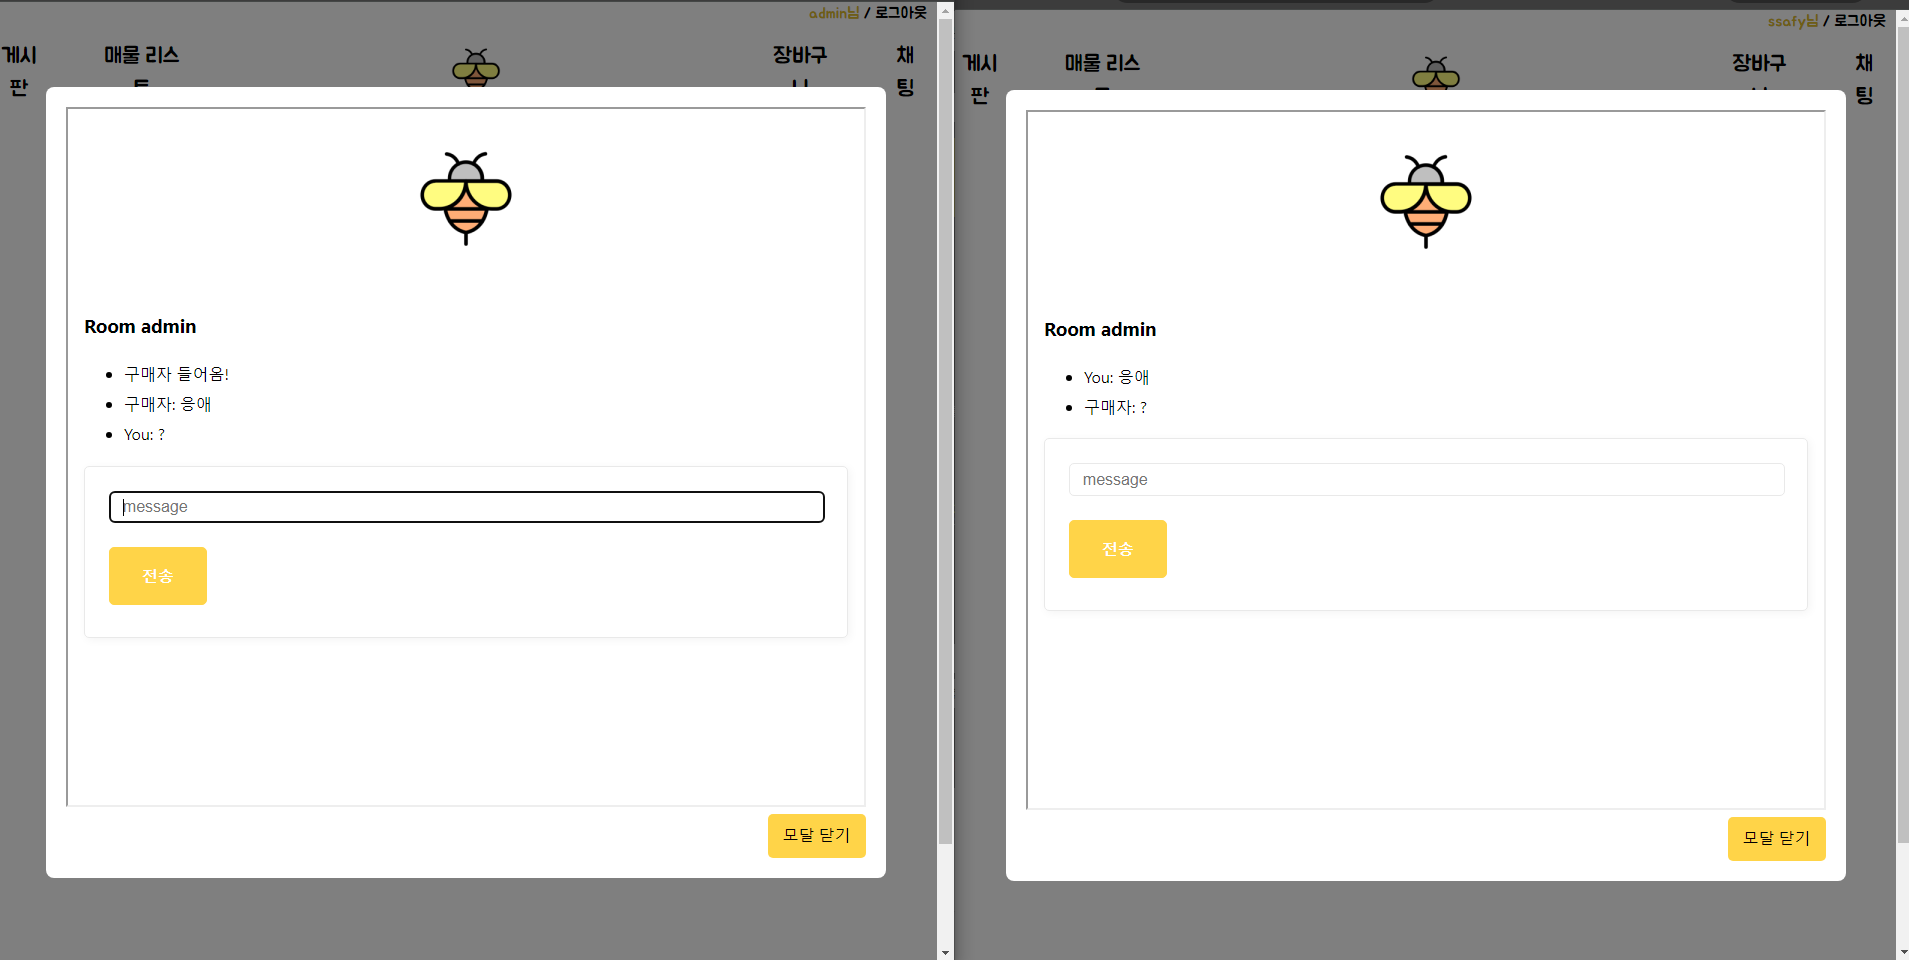 admin님 / 로그아웃
게시판
매물 리스트
장바구니
채팅
Room admin
구매자 들어옴!
구매자: 응애
You: ?
message
전송
모달 닫기
ssafy님 / 로그아웃
게시판
매물 리스
장바구
채팅
Room admin
You: 응애
구매자: ?
message
전송
모달 닫기